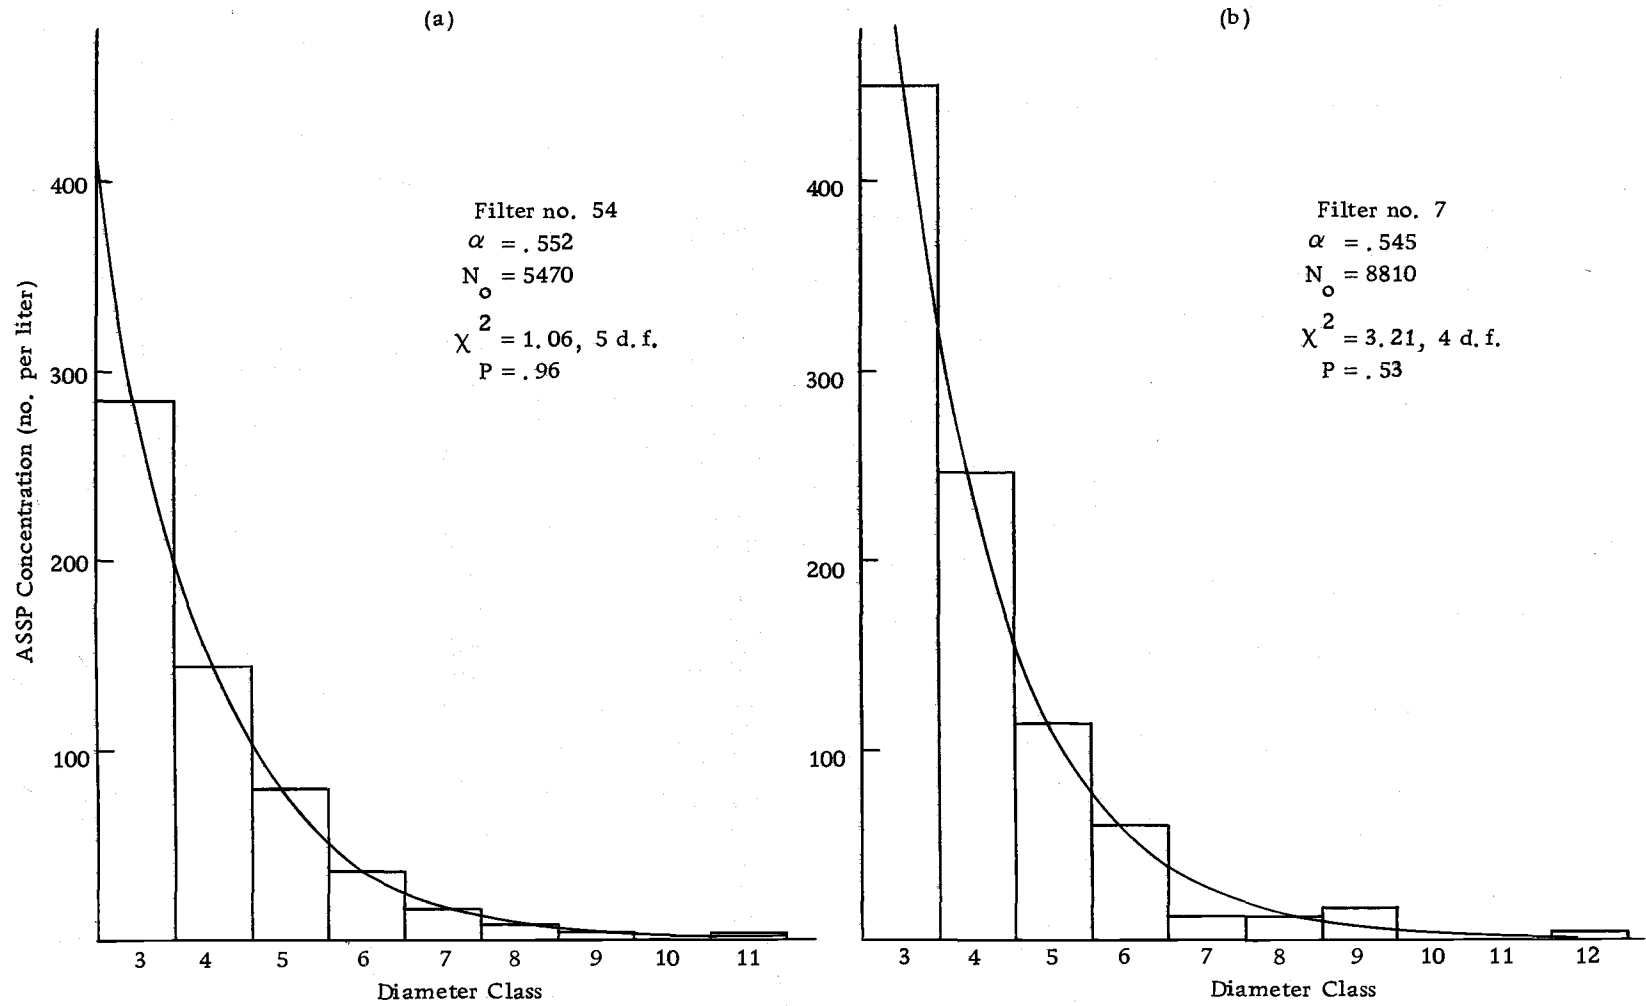 (a)
400
300
200
100
ASSP Concentration (no. per liter)
Filter no. 54
α = .552
N₀ = 5470
χ² = 1.06, 5 d.f.
P = .96
3 4 5 6 7 8 9 10 11
Diameter Class
(b)
400
300
200
100
Filter no. 7
α = .545
N₀ = 8810
χ² = 3.21, 4 d.f.
P = .53
3 4 5 6 7 8 9 10 11 12
Diameter Class